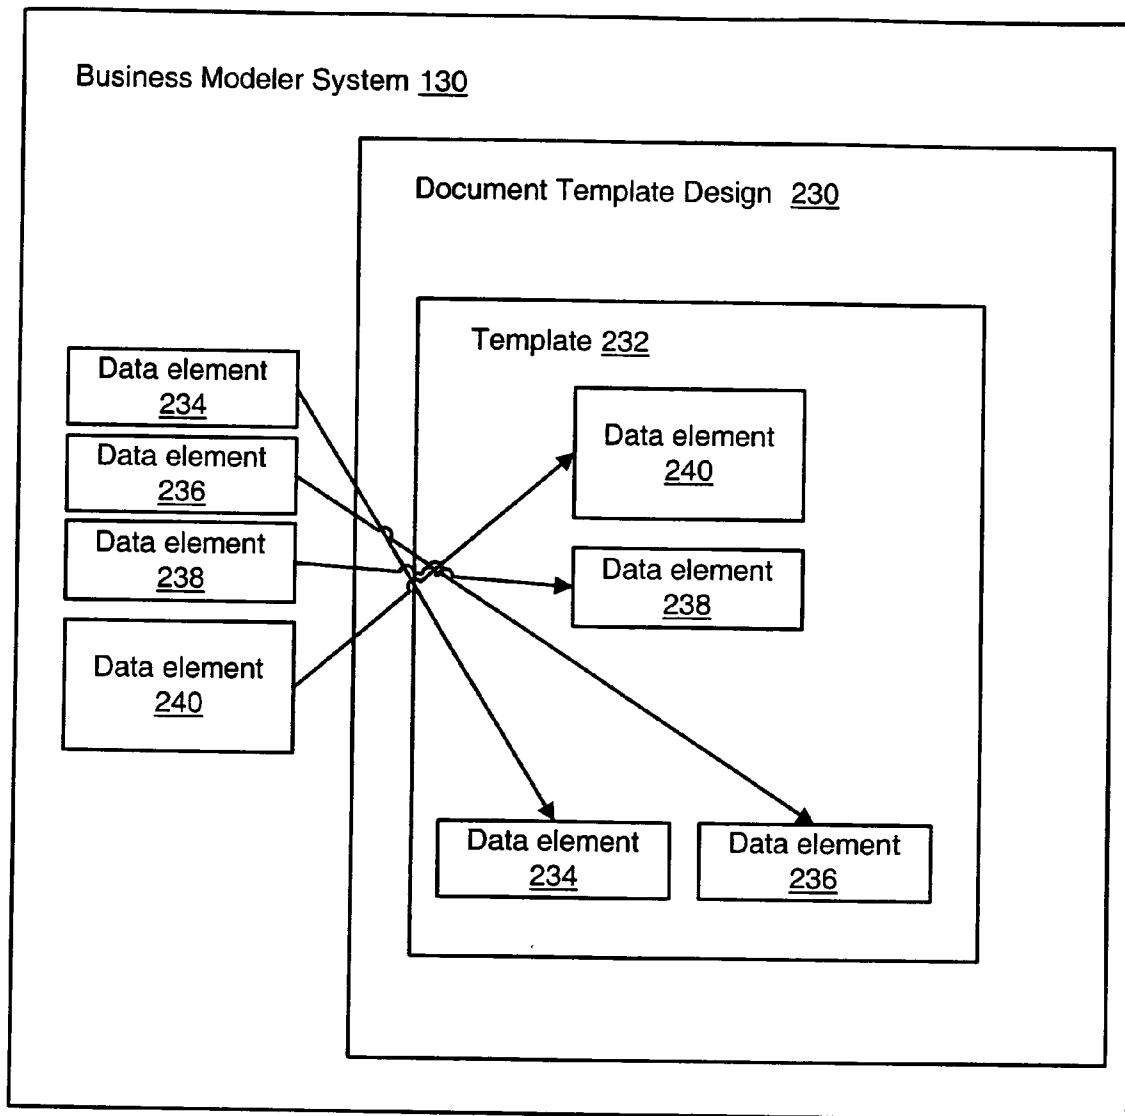 Business Modeler System 130
Document Template Design 230
Template 232
Data element
234
Data element
236
Data element
238
Data element
240
Data element
240
Data element
238
Data element
234
Data element
236